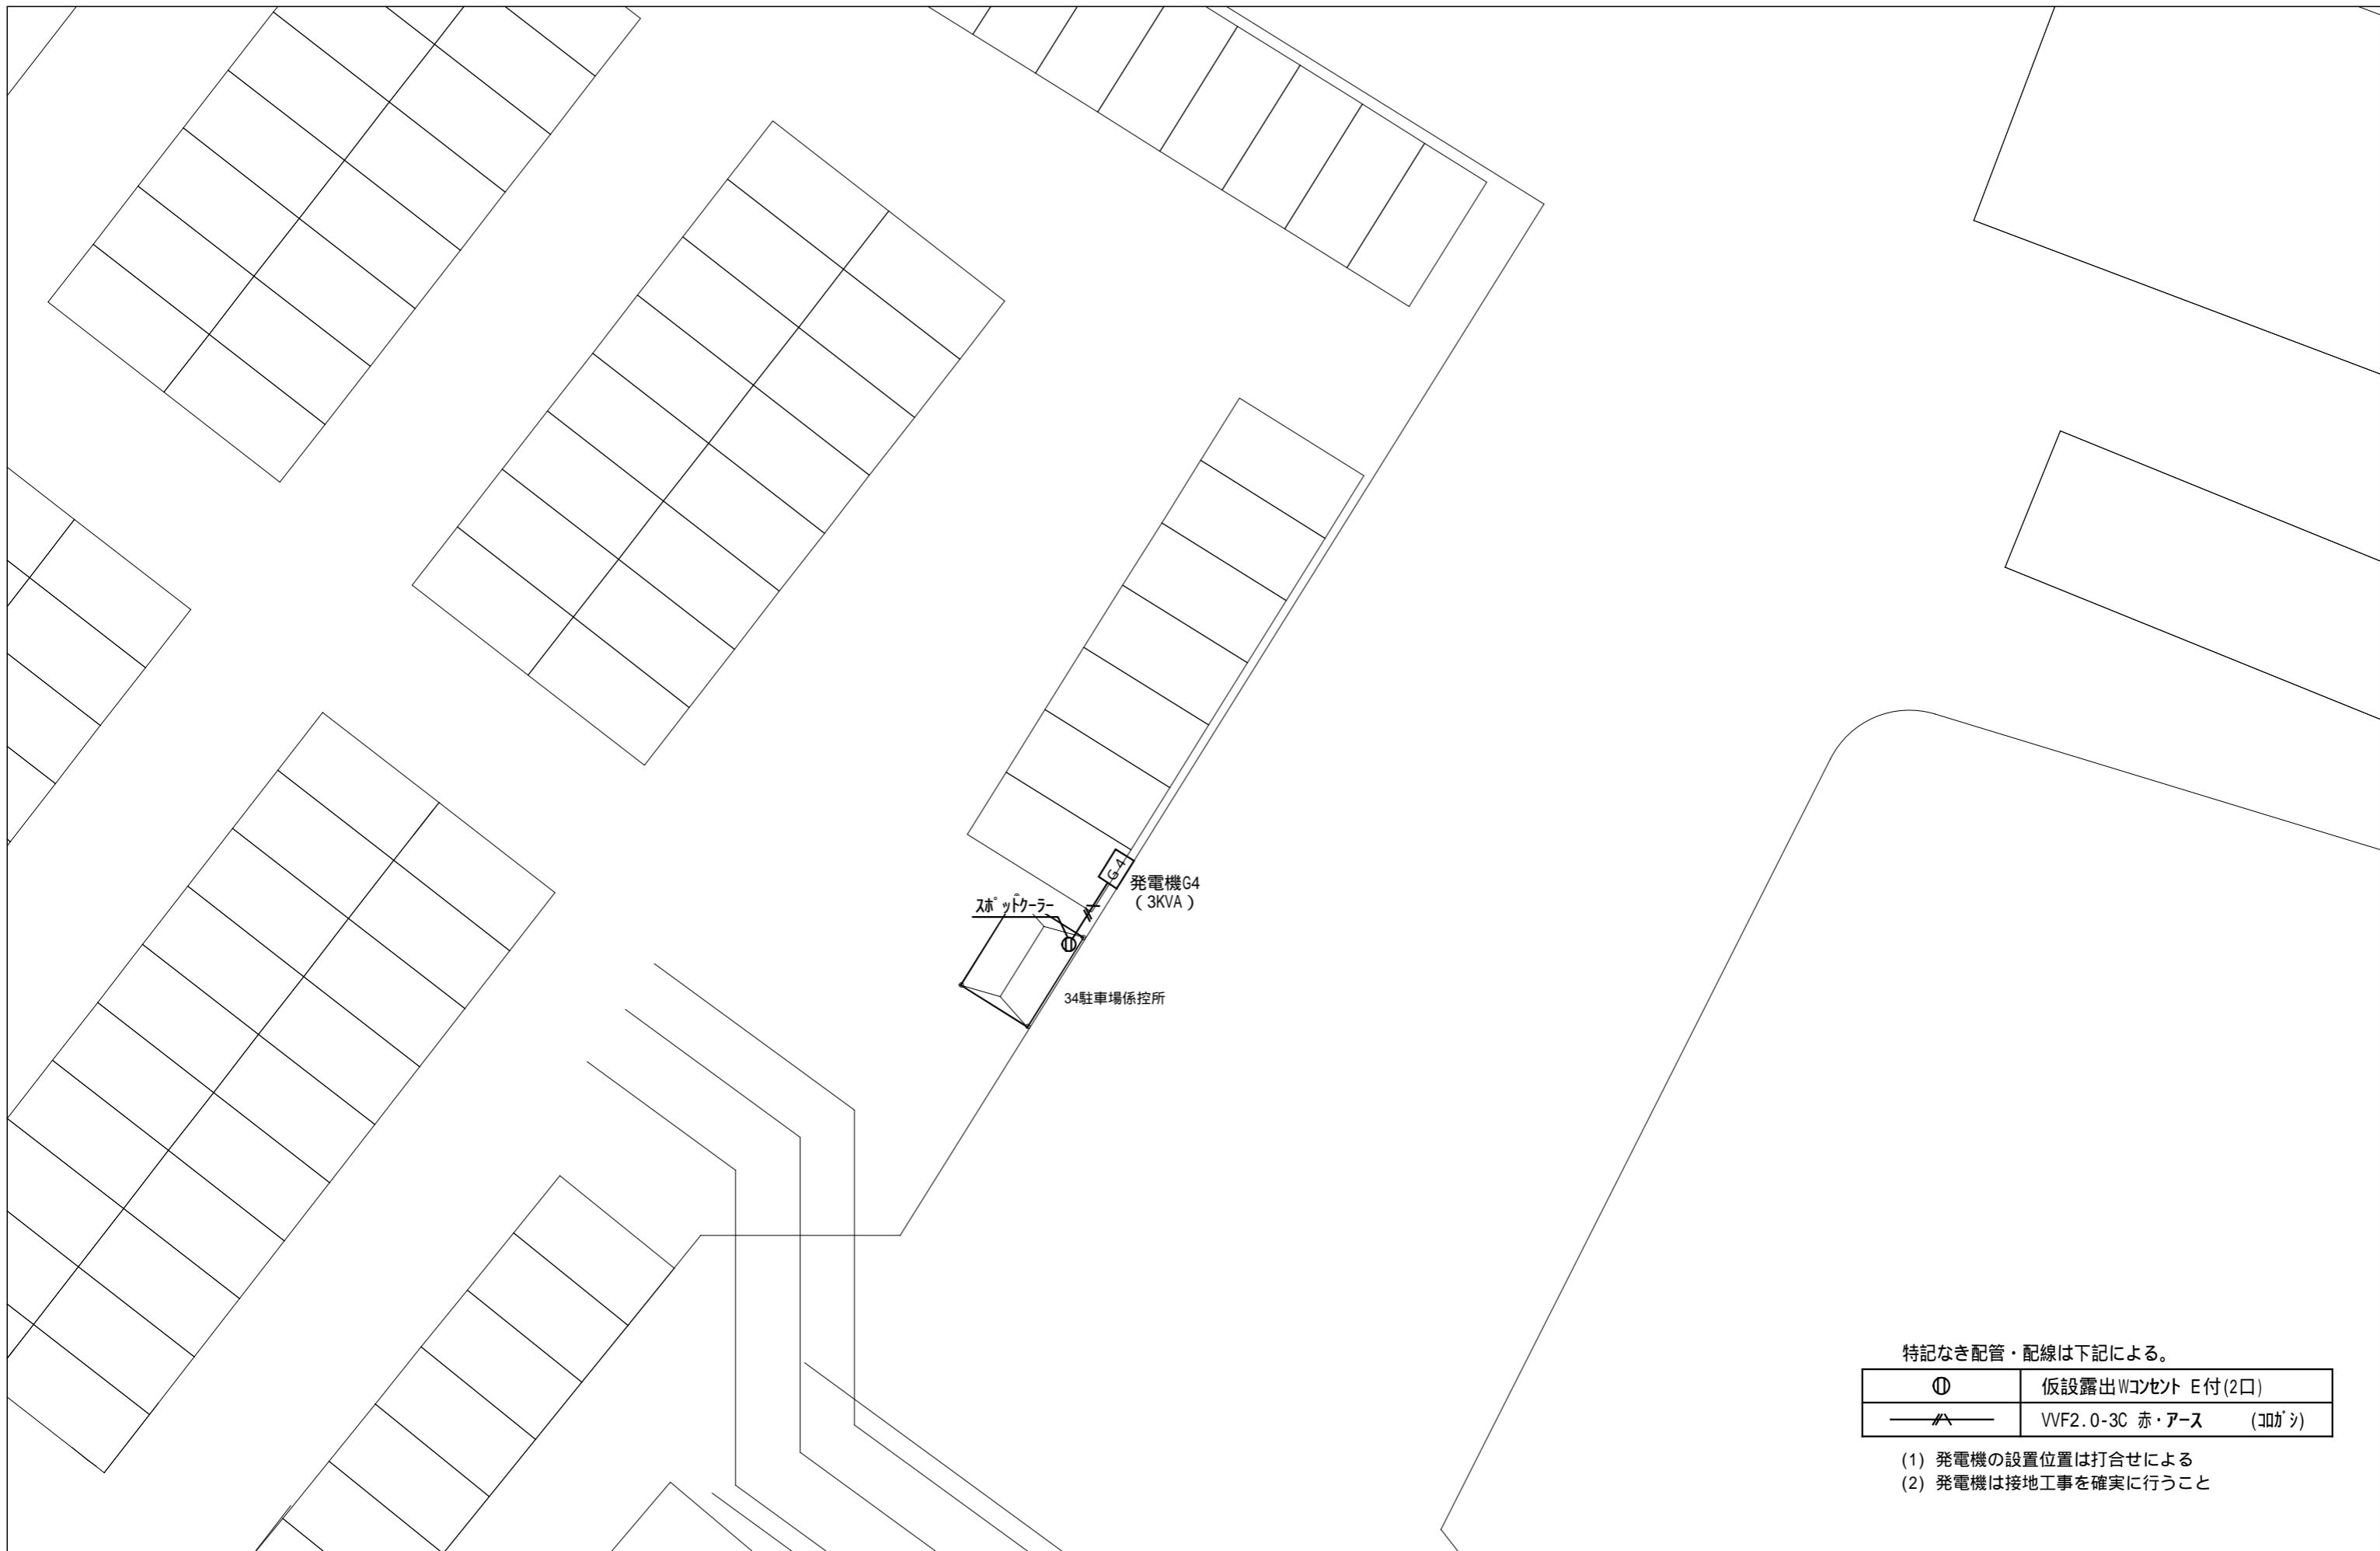 G-4
発電機G4
(3KVA)
スポットクーラー
34駐車場係控所
特記なき配管・配線は下記による。
仮設露出Wコンセント E付(2口)
VVF2.0-3C 赤・アース (コロガシ)
(1) 発電機の設置位置は打合せによる
(2) 発電機は接地工事を確実に行うこと